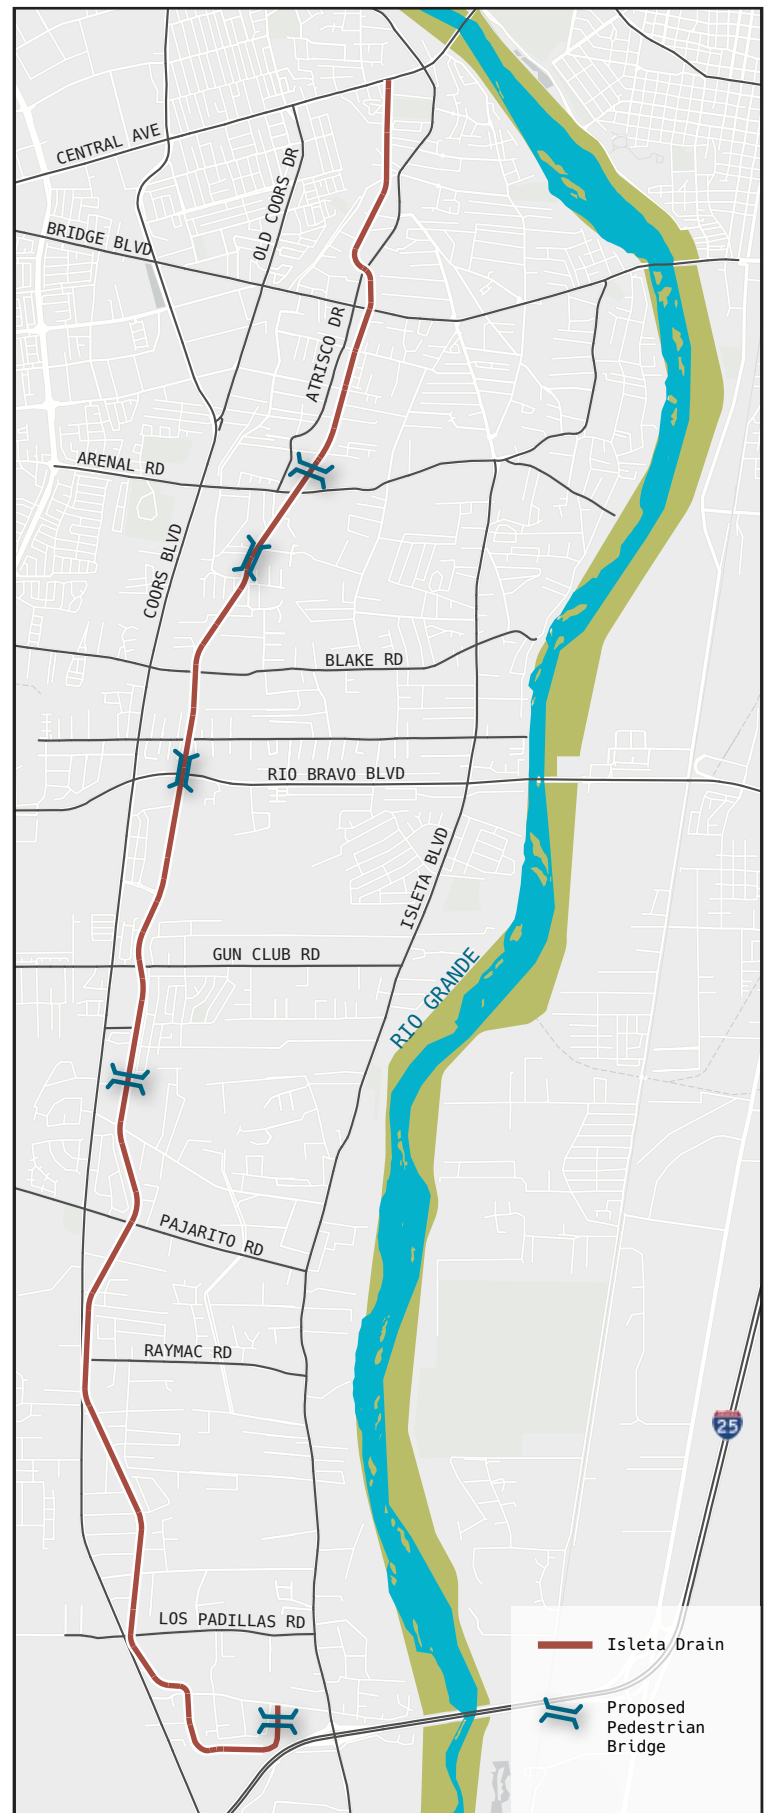 CENTRAL AVE
OLD COORS DR
BRIDGE BLVD
ATRISCO DR
ARENAL RD
COORS BLVD
BLAKE RD
RIO BRAVO BLVD
ISLETA BLVD
GUN CLUB RD
RIO GRANDE
PAJARITO RD
RAYMAC RD
25
LOS PADILLAS RD
Isleta Drain
Proposed
Pedestrian
Bridge